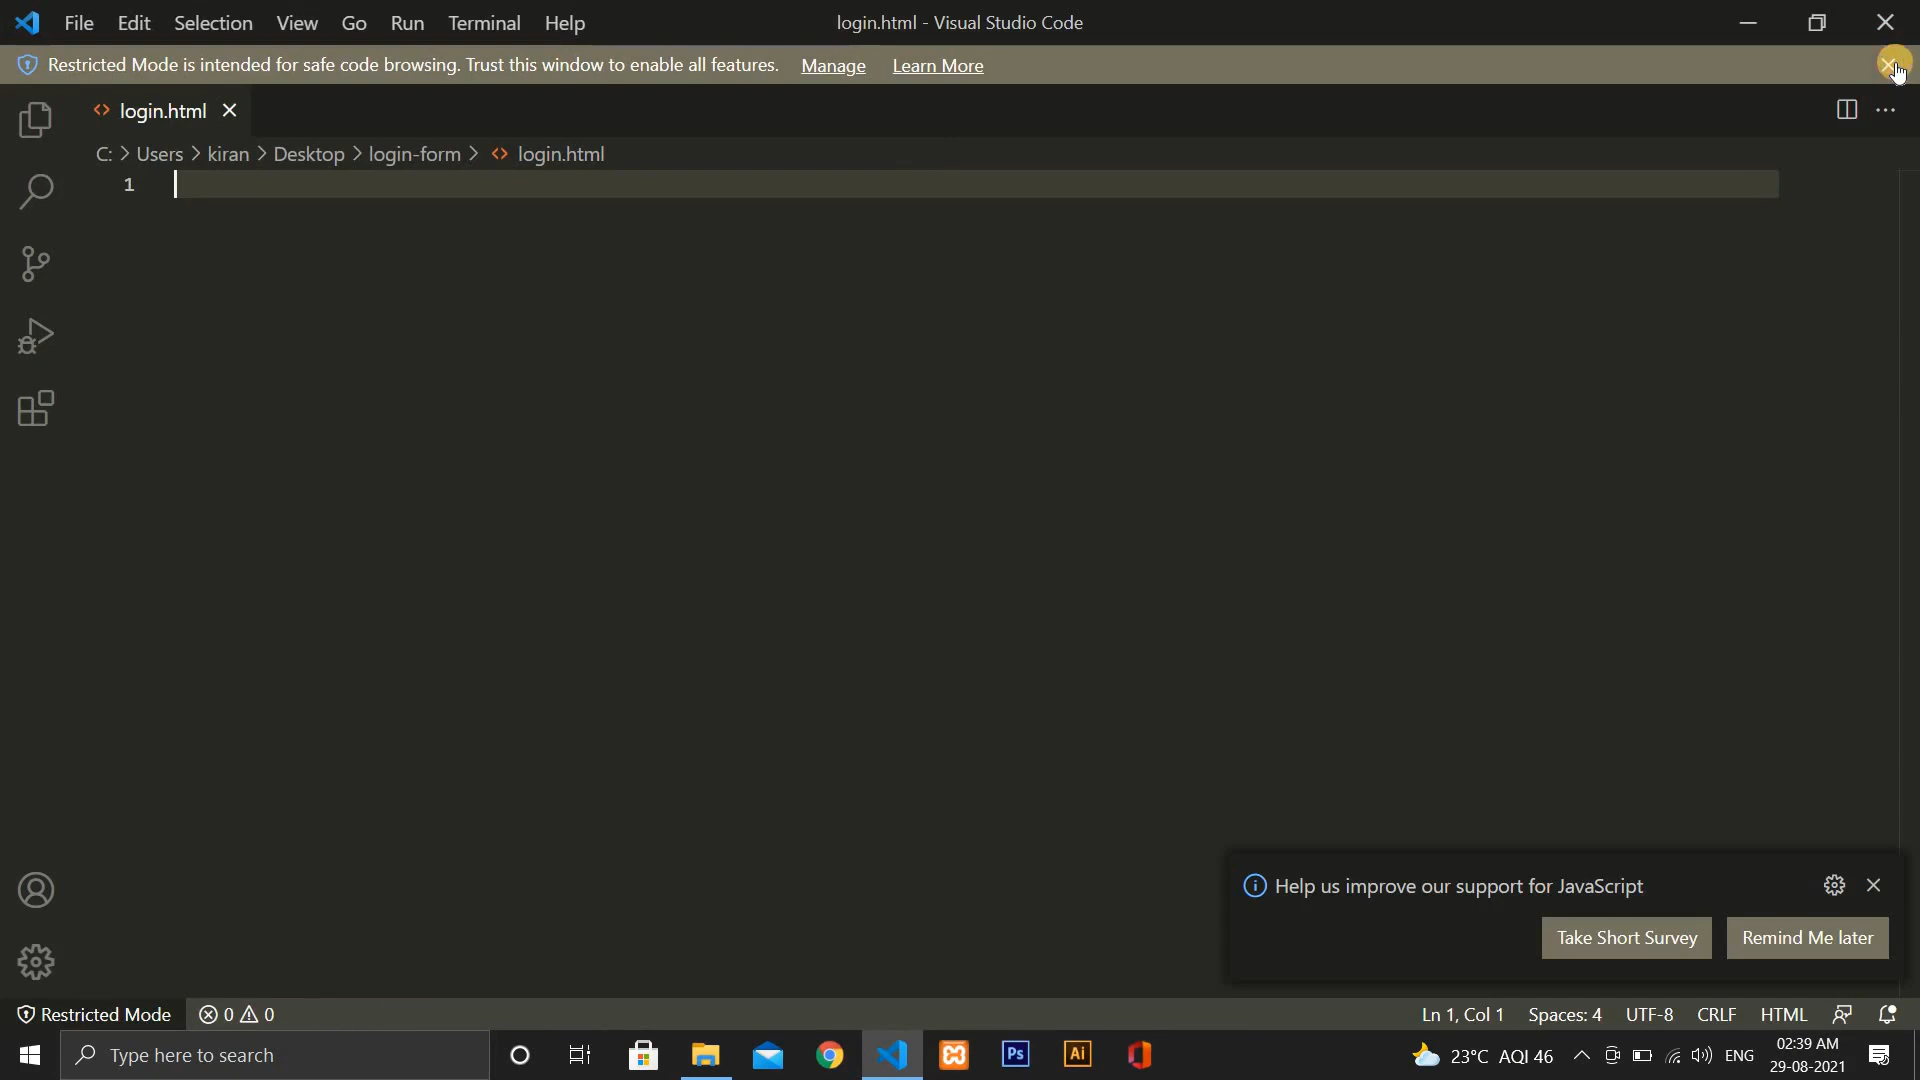 File Edit Selection View Go Run Terminal Help
login.html - Visual Studio Code
Restricted Mode is intended for safe code browsing. Trust this window to enable all features. Manage Learn More
login.html
C: > Users > kiran > Desktop > login-form > login.html
1
Help us improve our support for JavaScript
Take Short Survey Remind Me later
Restricted Mode 0 0
Ln 1, Col 1 Spaces: 4 UTF-8 CRLF HTML
Type here to search
Ps
Ai
23°C AQI 46
ENG
02:39 AM
29-08-2021